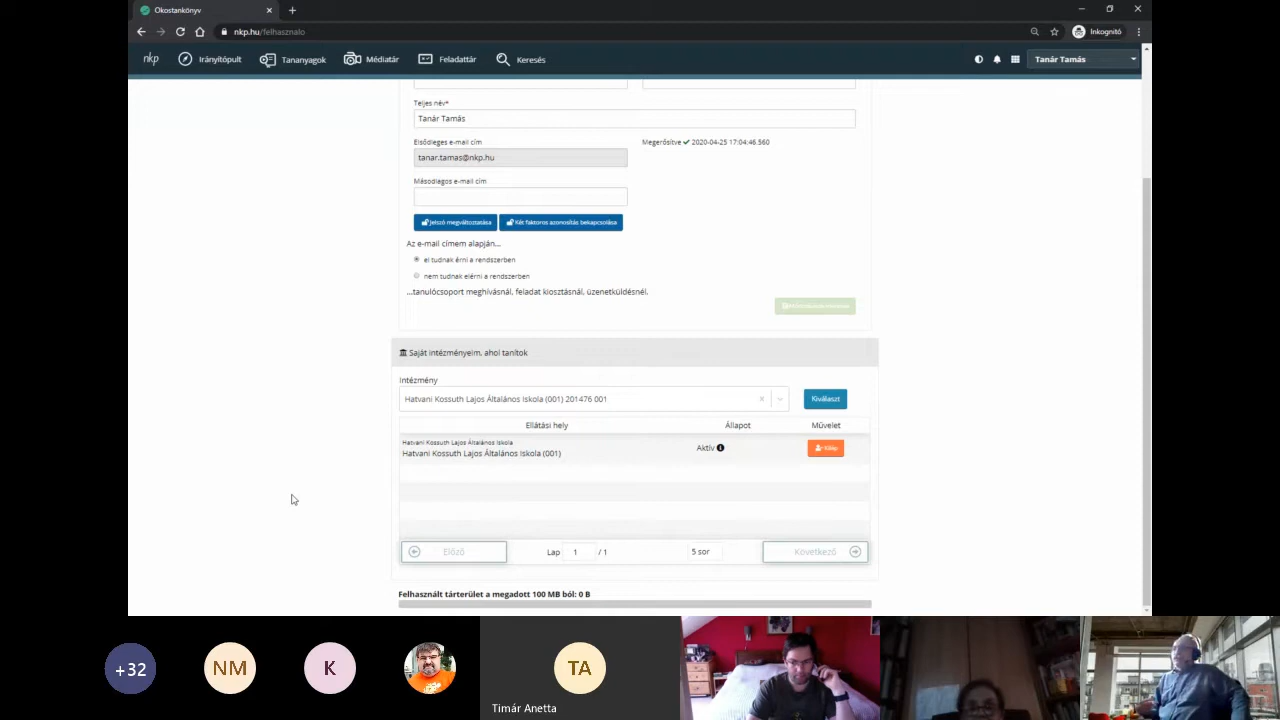 Okostankönyv
nkp.hu/felhasznalo
Inkognitó
nkp Irányítópult Tananyagok Médiatár Feladattár Keresés Tanár Tamás
Teljes név*
Tanár Tamás
Elsődleges e-mail cím
Megerősítve 2020-04-25 17:04:46.560
tanar.tamas@nkp.hu
Másodlagos e-mail cím
Jelszó megváltoztatása Két faktoros azonosítás bekapcsolása
Az e-mail címem alapján...
el tudnak érni a rendszerben
nem tudnak elérni a rendszerben
...tanulócsoport meghívásnál, feladat kiosztásnál, üzenetküldésnél.
Saját intézményeim, ahol tanítok
Intézmény
Hatvani Kossuth Lajos Általános Iskola (001) 201476 001
Kiválaszt
Ellátási hely Állapot Művelet
Hatvani Kossuth Lajos Általános Iskola
Hatvani Kossuth Lajos Általános Iskola (001)
Aktív
Kilép
Előző Lap 1 / 1 5 sor Következő
Felhasznált tárterület a megadott 100 MB ból: 0 B
+32 NM K TA
Timár Anetta